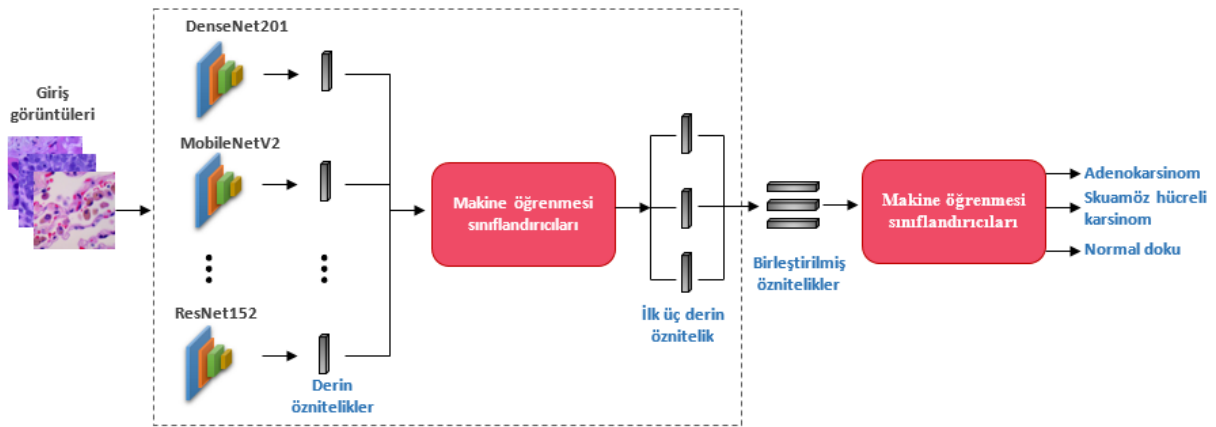 Giriş
görüntüleri
DenseNet201
MobileNetV2
ResNet152
Derin
öznitelikler
Makine öğrenmesi
sınıflandırıcıları
İlk üç derin
öznitelik
Birleştirilmiş
öznitelikler
Makine öğrenmesi
sınıflandırıcıları
Adenokarsinom
Skuamöz hücreli
karsinom
Normal doku